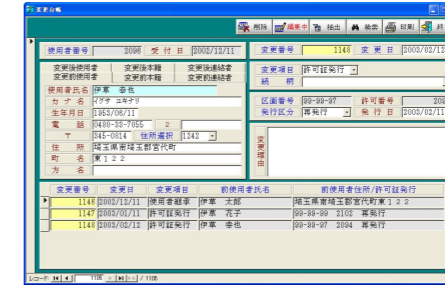 変更台帳
削除 編集中 抽出 検索 印刷
使用者番号 2096 受付日 2002/12/11 変更番号 1148 変更日 2003/02/12
変更後使用者 変更後本籍 変更後連絡者
変更前使用者 変更前本籍 変更前連絡者
変更項目 許可証発行
続柄
使用者氏名 伊草 幸也
カナ名 イグサ ユキナリ
区画番号 99-99-97 許可番号 209
生年月日 1953/06/11
発行区分 再発行 発行日 2003/02/11
電話 0480-33-7055 2
〒 345-0814 住所選択 1242
変更理由
住所 埼玉県南埼玉郡宮代町
町名 東122
方名
変更番号 変更日 変更項目 前使用者氏名 前使用者住所/許可証発行
1146 2002/12/11 使用者継承 伊草 太郎 埼玉県南埼玉郡宮代町東122
1147 2003/01/11 許可証発行 伊草 花子 99-99-99 2102 再発行
1148 2003/02/12 許可証発行 伊草 幸也 99-99-97 2094 再発行
レコード: 1105 / 1105